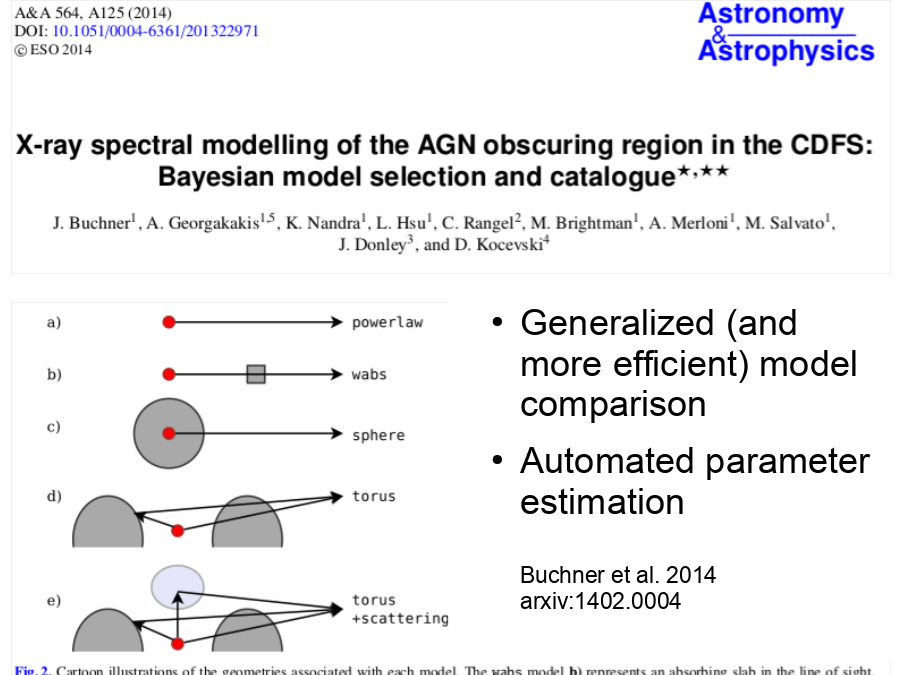 A&A 564, A125 (2014)
DOI: 10.1051/0004-6361/201322971
© ESO 2014
Astronomy
&
Astrophysics
X-ray spectral modelling of the AGN obscuring region in the CDFS:
Bayesian model selection and catalogue★,★★
J. Buchner1, A. Georgakakis1,5, K. Nandra1, L. Hsu1, C. Rangel2, M. Brightman1, A. Merloni1, M. Salvato1,
J. Donley3, and D. Kocevski4
a) powerlaw
b) wabs
c) sphere
d) torus
e) torus
+scattering
• Generalized (and
more efficient) model
comparison
• Automated parameter
estimation
Buchner et al. 2014
arxiv:1402.0004
Fig. 2. Cartoon illustrations of the geometries associated with each model. The wabs model b) represents an absorbing slab in the line of sight.